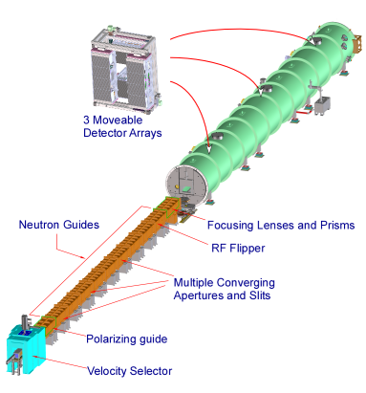 3 Moveable
Detector Arrays
Neutron Guides
Focusing Lenses and Prisms
RF Flipper
Multiple Converging
Apertures and Slits
Polarizing guide
Velocity Selector